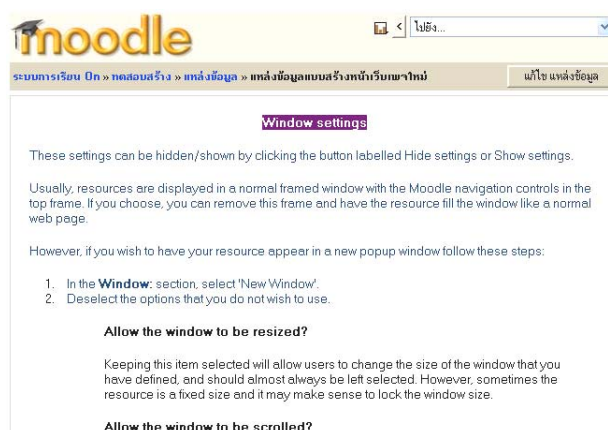 moodle
< ไปยัง...
ระบบการเรียน On » ทดสอบสร้าง » แหล่งข้อมูล » แหล่งข้อมูลแบบสร้างหน้าเว็บเพจใหม่
แก้ไข แหล่งข้อมูล
Window settings
These settings can be hidden/shown by clicking the button labelled Hide settings or Show settings.
Usually, resources are displayed in a normal framed window with the Moodle navigation controls in the
top frame. If you choose, you can remove this frame and have the resource fill the window like a normal
web page.
However, if you wish to have your resource appear in a new popup window follow these steps:
1. In the Window: section, select 'New Window'.
2. Deselect the options that you do not wish to use.
Allow the window to be resized?
Keeping this item selected will allow users to change the size of the window that you
have defined, and should almost always be left selected. However, sometimes the
resource is a fixed size and it may make sense to lock the window size.
Allow the window to be scrolled?